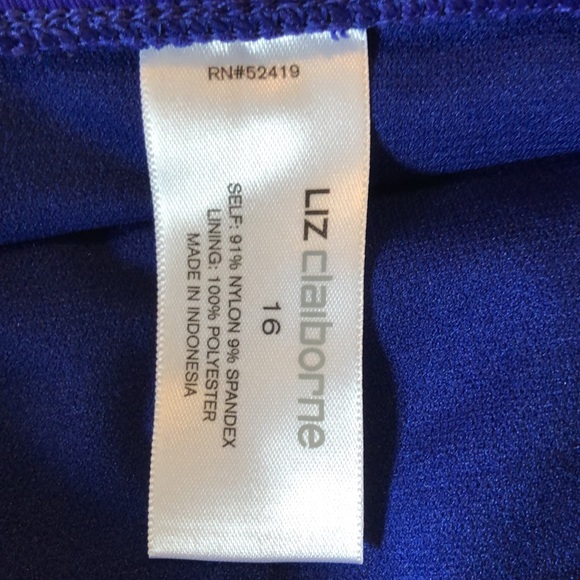 RN#52419
LIZ claiborne
16
SELF: 91% NYLON 9% SPANDEX
LINING: 100% POLYESTER
MADE IN INDONESIA